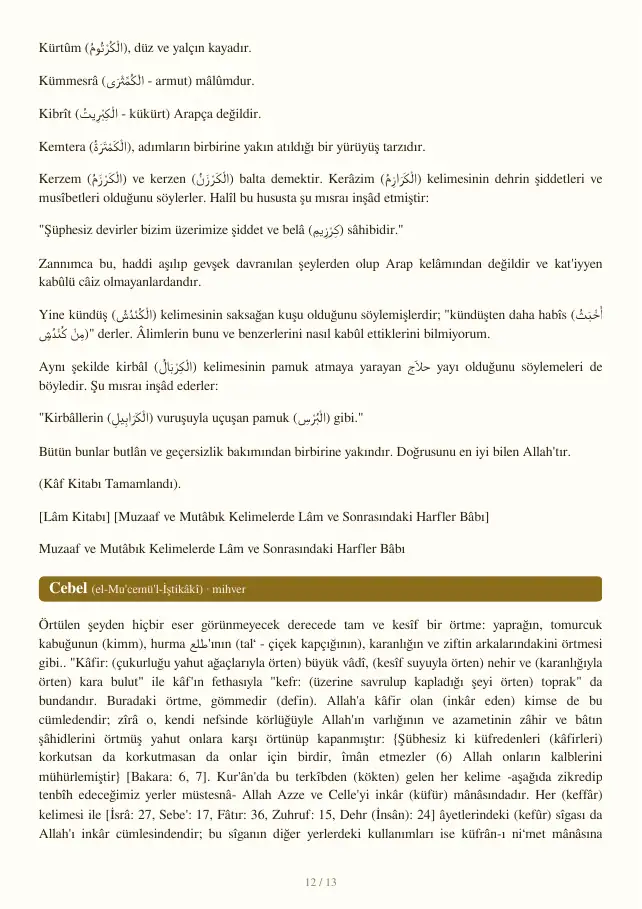 Kürtûm (الْكُرْتُومُ), düz ve yalçın kayadır.
Kümmesrâ (الْكُمَّثْرَى - armut) mâlûmdur.
Kibrît (الْكِبْرِيتُ - kükürt) Arapça değildir.
Kemtera (الْكَمْتَرَةُ), adımların birbirine yakın atıldığı bir yürüyüş tarzıdır.
Kerzem (الْكَرْزَمُ) ve kerzen (الْكَرْزَنُ) balta demektir. Kerâzim (الْكَرَازِمُ) kelimesinin dehrin şiddetleri ve
musîbetleri olduğunu söylerler. Halîl bu hususta şu mısraı inşâd etmiştir:
"Şüphesiz devirler bizim üzerimize şiddet ve belâ (كِرْزِيمِ) sâhibidir."
Zannımca bu, haddi aşılıp gevşek davranılan şeylerden olup Arap kelâmından değildir ve kat'iyyen
kabûlü câiz olmayanlardandır.
Yine kündüş (الْكُنْدُشُ) kelimesinin saksağan kuşu olduğunu söylemişlerdir; "kündüşten daha habîs (أَخْبَثُ
مِنْ كُنْدُشٍ)" derler. Âlimlerin bunu ve benzerlerini nasıl kabûl ettiklerini bilmiyorum.
Aynı şekilde kirbâl (الْكِرْبَالُ) kelimesinin pamuk atmaya yarayan حلاّج yayı olduğunu söylemeleri de
böyledir. Şu mısraı inşâd ederler:
"Kirbâllerin (الْكَرَابِيلِ) vuruşuyla uçuşan pamuk (الْبُرْسِ) gibi."
Bütün bunlar butlân ve geçersizlik bakımından birbirine yakındır. Doğrusunu en iyi bilen Allah'tır.
(Kâf Kitabı Tamamlandı).
[Lâm Kitabı] [Muzaaf ve Mutâbık Kelimelerde Lâm ve Sonrasındaki Harfler Bâbı]
Muzaaf ve Mutâbık Kelimelerde Lâm ve Sonrasındaki Harfler Bâbı
Cebel (el-Mu'cemü'l-İştikâkî) · mihver
Örtülen şeyden hiçbir eser görünmeyecek derecede tam ve kesîf bir örtme: yaprağın, tomurcuk
kabuğunun (kimm), hurma طلع'ının (tal‘ - çiçek kapçığının), karanlığın ve ziftin arkalarındakini örtmesi
gibi.. "Kâfir: (çukurluğu yahut ağaçlarıyla örten) büyük vâdî, (kesîf suyuyla örten) nehir ve (karanlığıyla
örten) kara bulut" ile kâf'ın fethasıyla "kefr: (üzerine savrulup kapladığı şeyi örten) toprak" da
bundandır. Buradaki örtme, gömmedir (defin). Allah'a kâfir olan (inkâr eden) kimse de bu
cümledendir; zîrâ o, kendi nefsinde körlüğüyle Allah'ın varlığının ve azametinin zâhir ve bâtın
şâhidlerini örtmüş yahut onlara karşı örtünüp kapanmıştır: {Şübhesiz ki küfredenleri (kâfirleri)
korkutsan da korkutmasan da onlar için birdir, îmân etmezler (6) Allah onların kalblerini
mühürlemiştir} [Bakara: 6, 7]. Kur'ân'da bu terkîbden (kökten) gelen her kelime -aşağıda zikredip
tenbîh edeceğimiz yerler müstesnâ- Allah Azze ve Celle'yi inkâr (küfür) mânâsındadır. Her (keffâr)
kelimesi ile [İsrâ: 27, Sebe': 17, Fâtır: 36, Zuhruf: 15, Dehr (İnsân): 24] âyetlerindeki (kefûr) sîgası da
Allah'ı inkâr cümlesindendir; bu sîganın diğer yerlerdeki kullanımları ise küfrân-ı ni‘met mânâsına
12 / 13